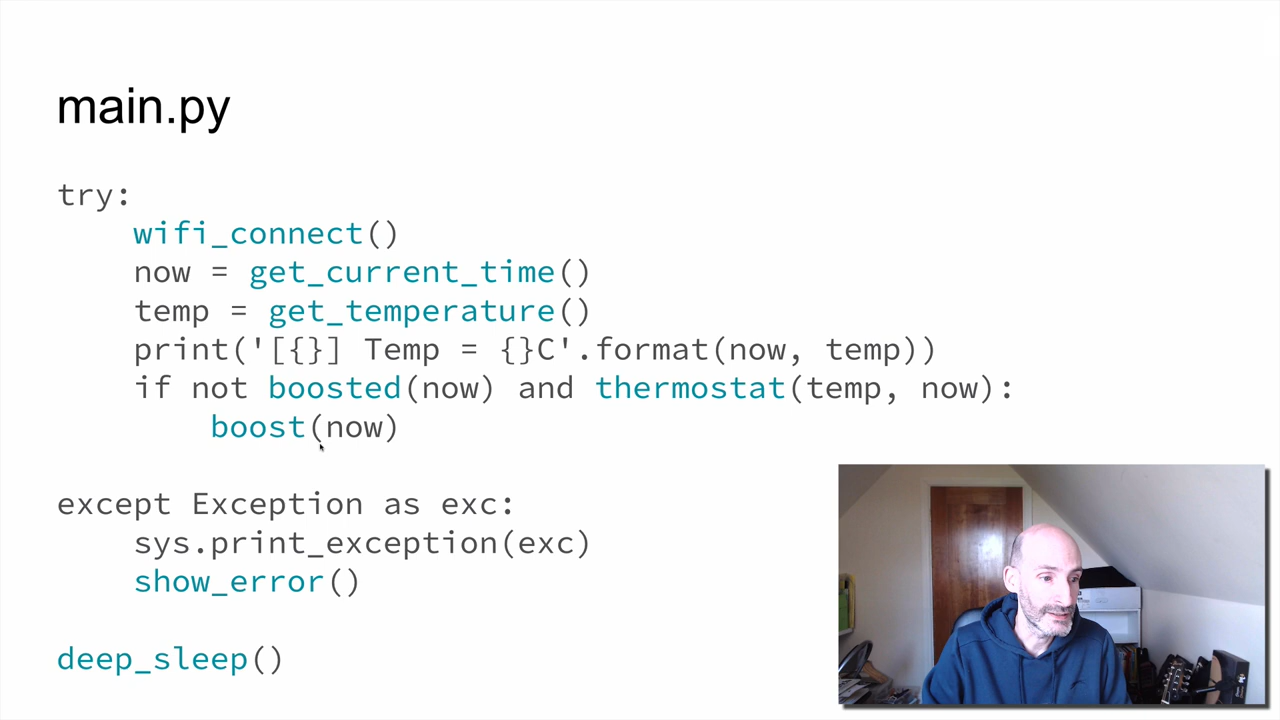 main.py
try:
    wifi_connect()
    now = get_current_time()
    temp = get_temperature()
    print('[{}] Temp = {}C'.format(now, temp))
    if not boosted(now) and thermostat(temp, now):
        boost(now)
except Exception as exc:
    sys.print_exception(exc)
    show_error()
deep_sleep()